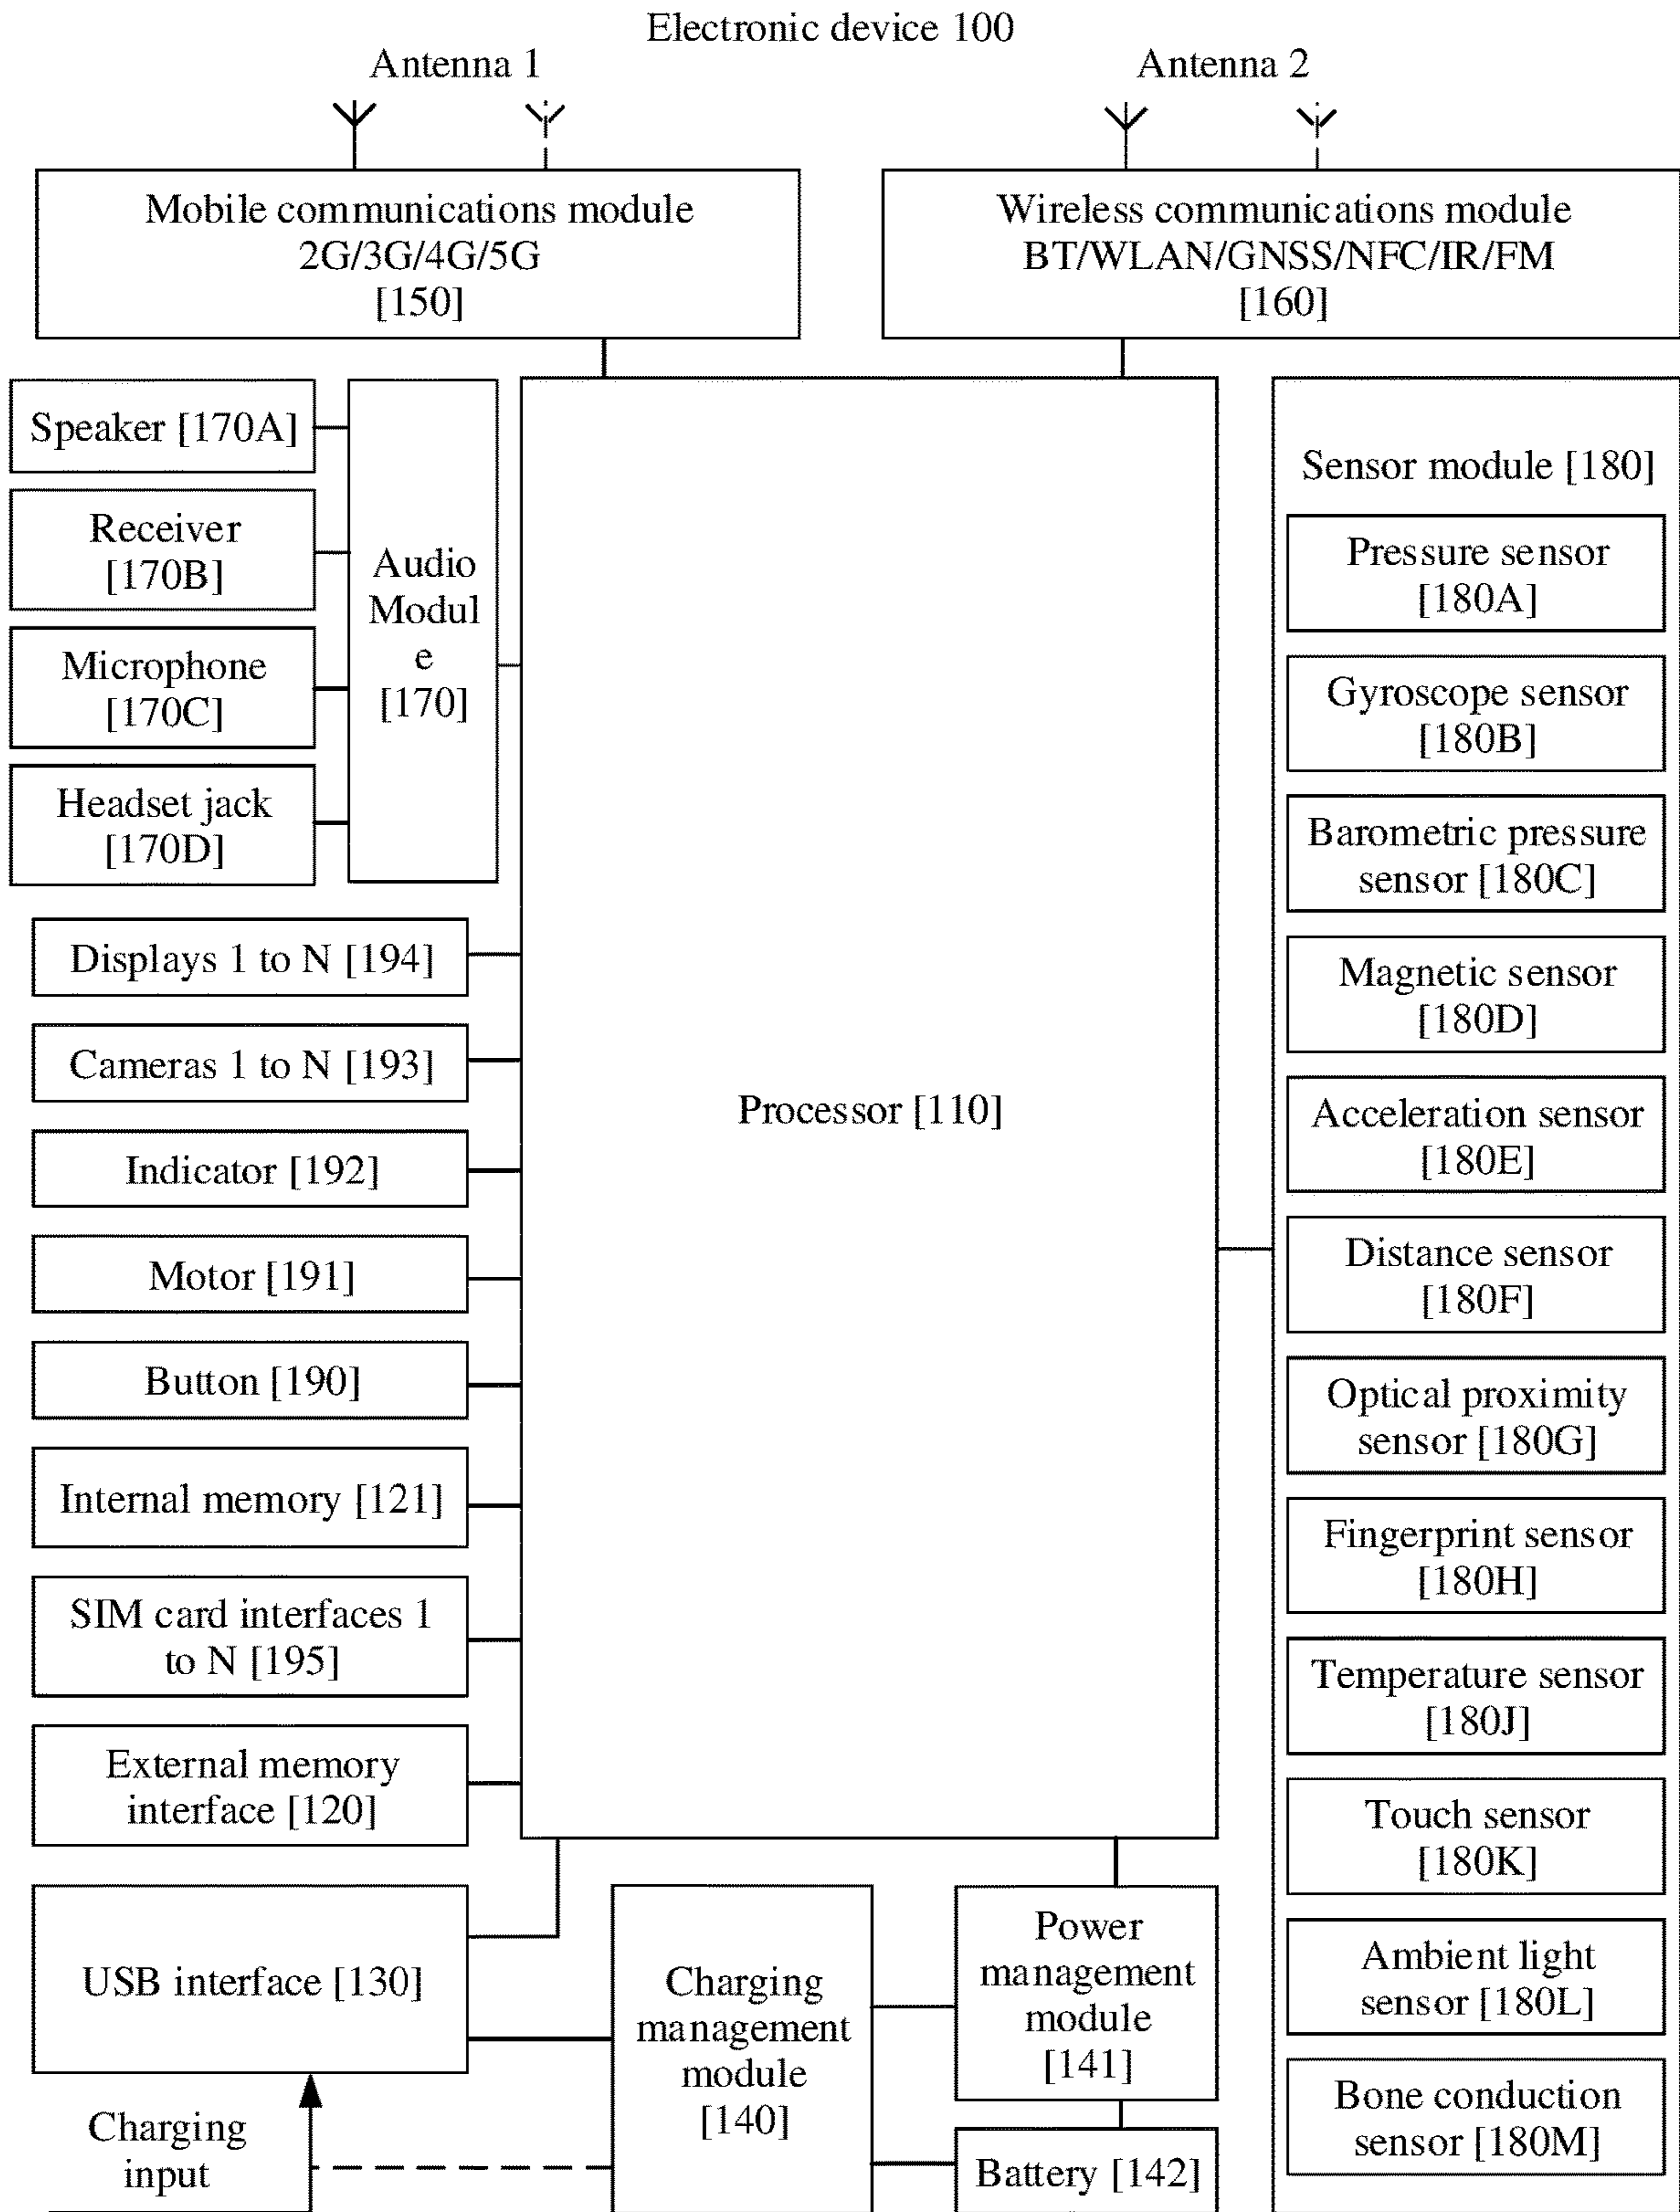 Electronic device 100
Antenna 1
Antenna 2
Mobile communications module
2G/3G/4G/5G
[150]
Wireless communications module
BT/WLAN/GNSS/NFC/IR/FM
[160]
Speaker [170A]
Receiver
[170B]
Microphone
[170C]
Headset jack
[170D]
Audio
Modul
e
[170]
Displays 1 to N [194]
Cameras 1 to N [193]
Indicator [192]
Motor [191]
Button [190]
Internal memory [121]
SIM card interfaces 1
to N [195]
External memory
interface [120]
USB interface [130]
Charging
input
Processor [110]
Charging
management
module
[140]
Power
management
module
[141]
Battery [142]
Sensor module [180]
Pressure sensor
[180A]
Gyroscope sensor
[180B]
Barometric pressure
sensor [180C]
Magnetic sensor
[180D]
Acceleration sensor
[180E]
Distance sensor
[180F]
Optical proximity
sensor [180G]
Fingerprint sensor
[180H]
Temperature sensor
[180J]
Touch sensor
[180K]
Ambient light
sensor [180L]
Bone conduction
sensor [180M]